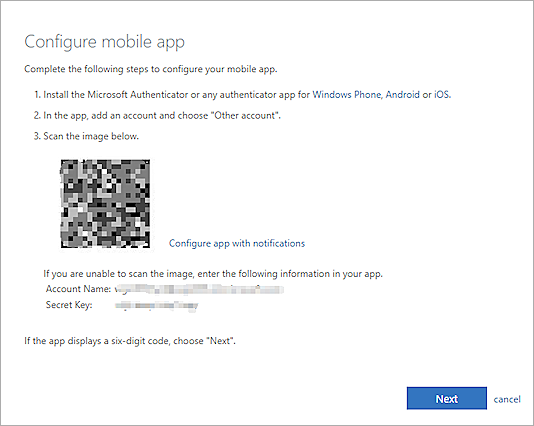 Configure mobile app
Complete the following steps to configure your mobile app.
1. Install the Microsoft Authenticator or any authenticator app for Windows Phone, Android or iOS.
2. In the app, add an account and choose "Other account".
3. Scan the image below.
Configure app with notifications
If you are unable to scan the image, enter the following information in your app.
Account Name:
Secret Key:
If the app displays a six-digit code, choose "Next".
Next cancel